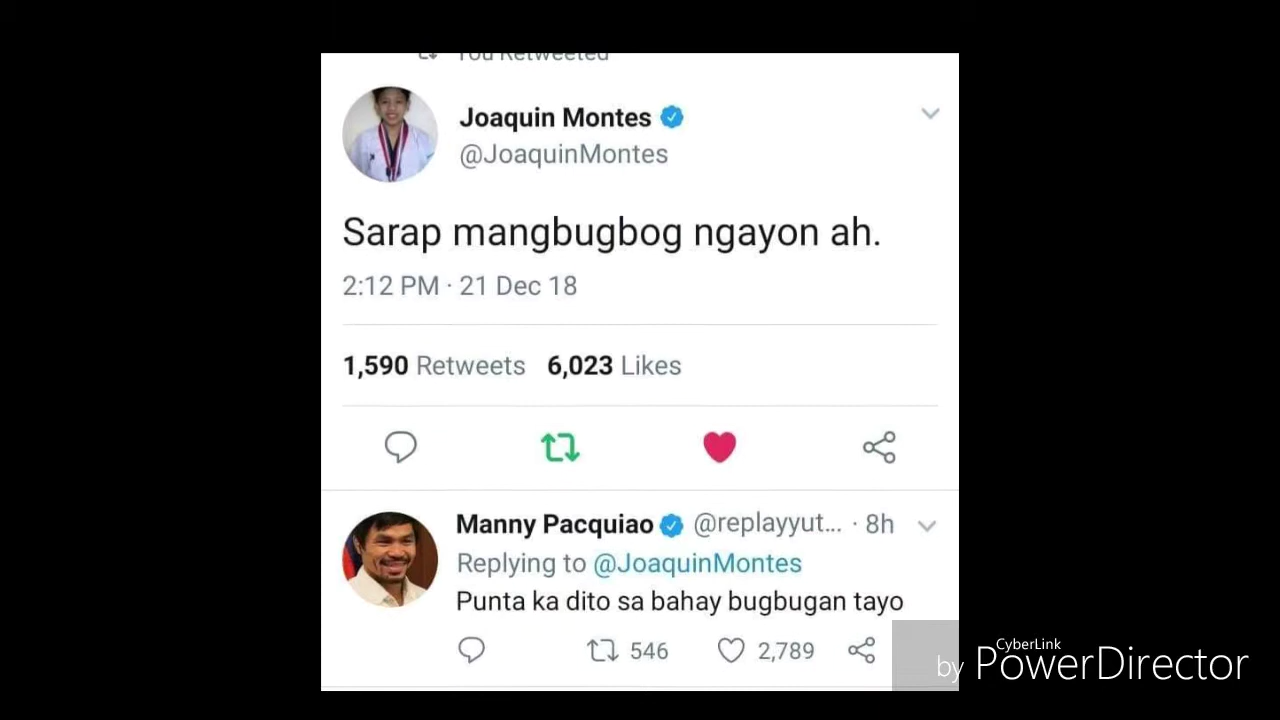 You Retweeted
Joaquin Montes
@JoaquinMontes
Sarap mangbugbog ngayon ah.
2:12 PM · 21 Dec 18
1,590 Retweets 6,023 Likes
Manny Pacquiao @replayyut... · 8h
Replying to @JoaquinMontes
Punta ka dito sa bahay bugbugan tayo
546 2,789
CyberLink
by PowerDirector